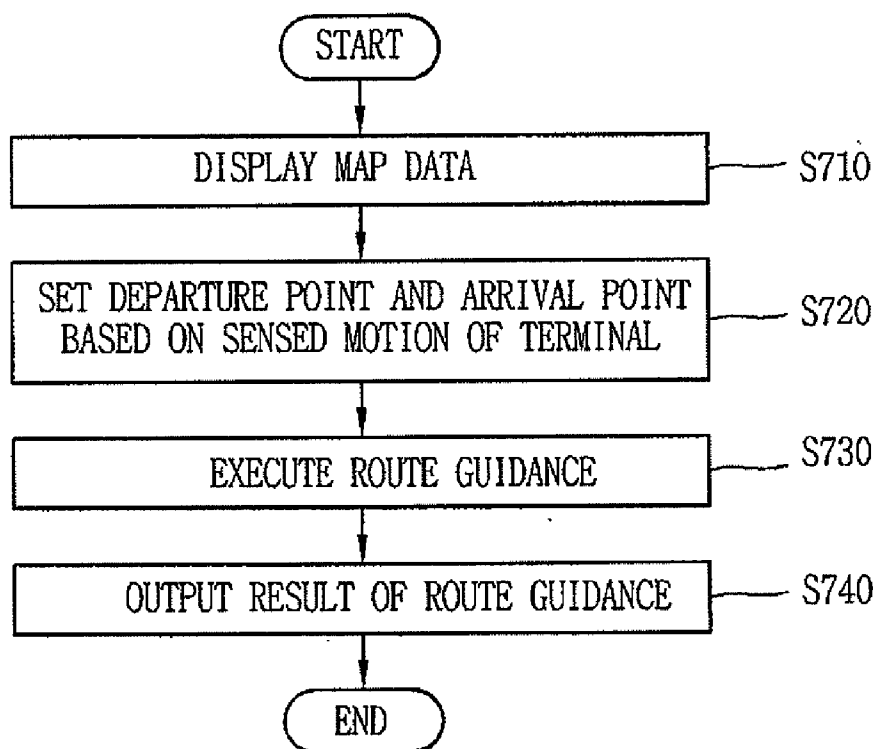 START
DISPLAY MAP DATA
S710
SET DEPARTURE POINT AND ARRIVAL POINT
BASED ON SENSED MOTION OF TERMINAL
S720
EXECUTE ROUTE GUIDANCE
S730
OUTPUT RESULT OF ROUTE GUIDANCE
S740
END